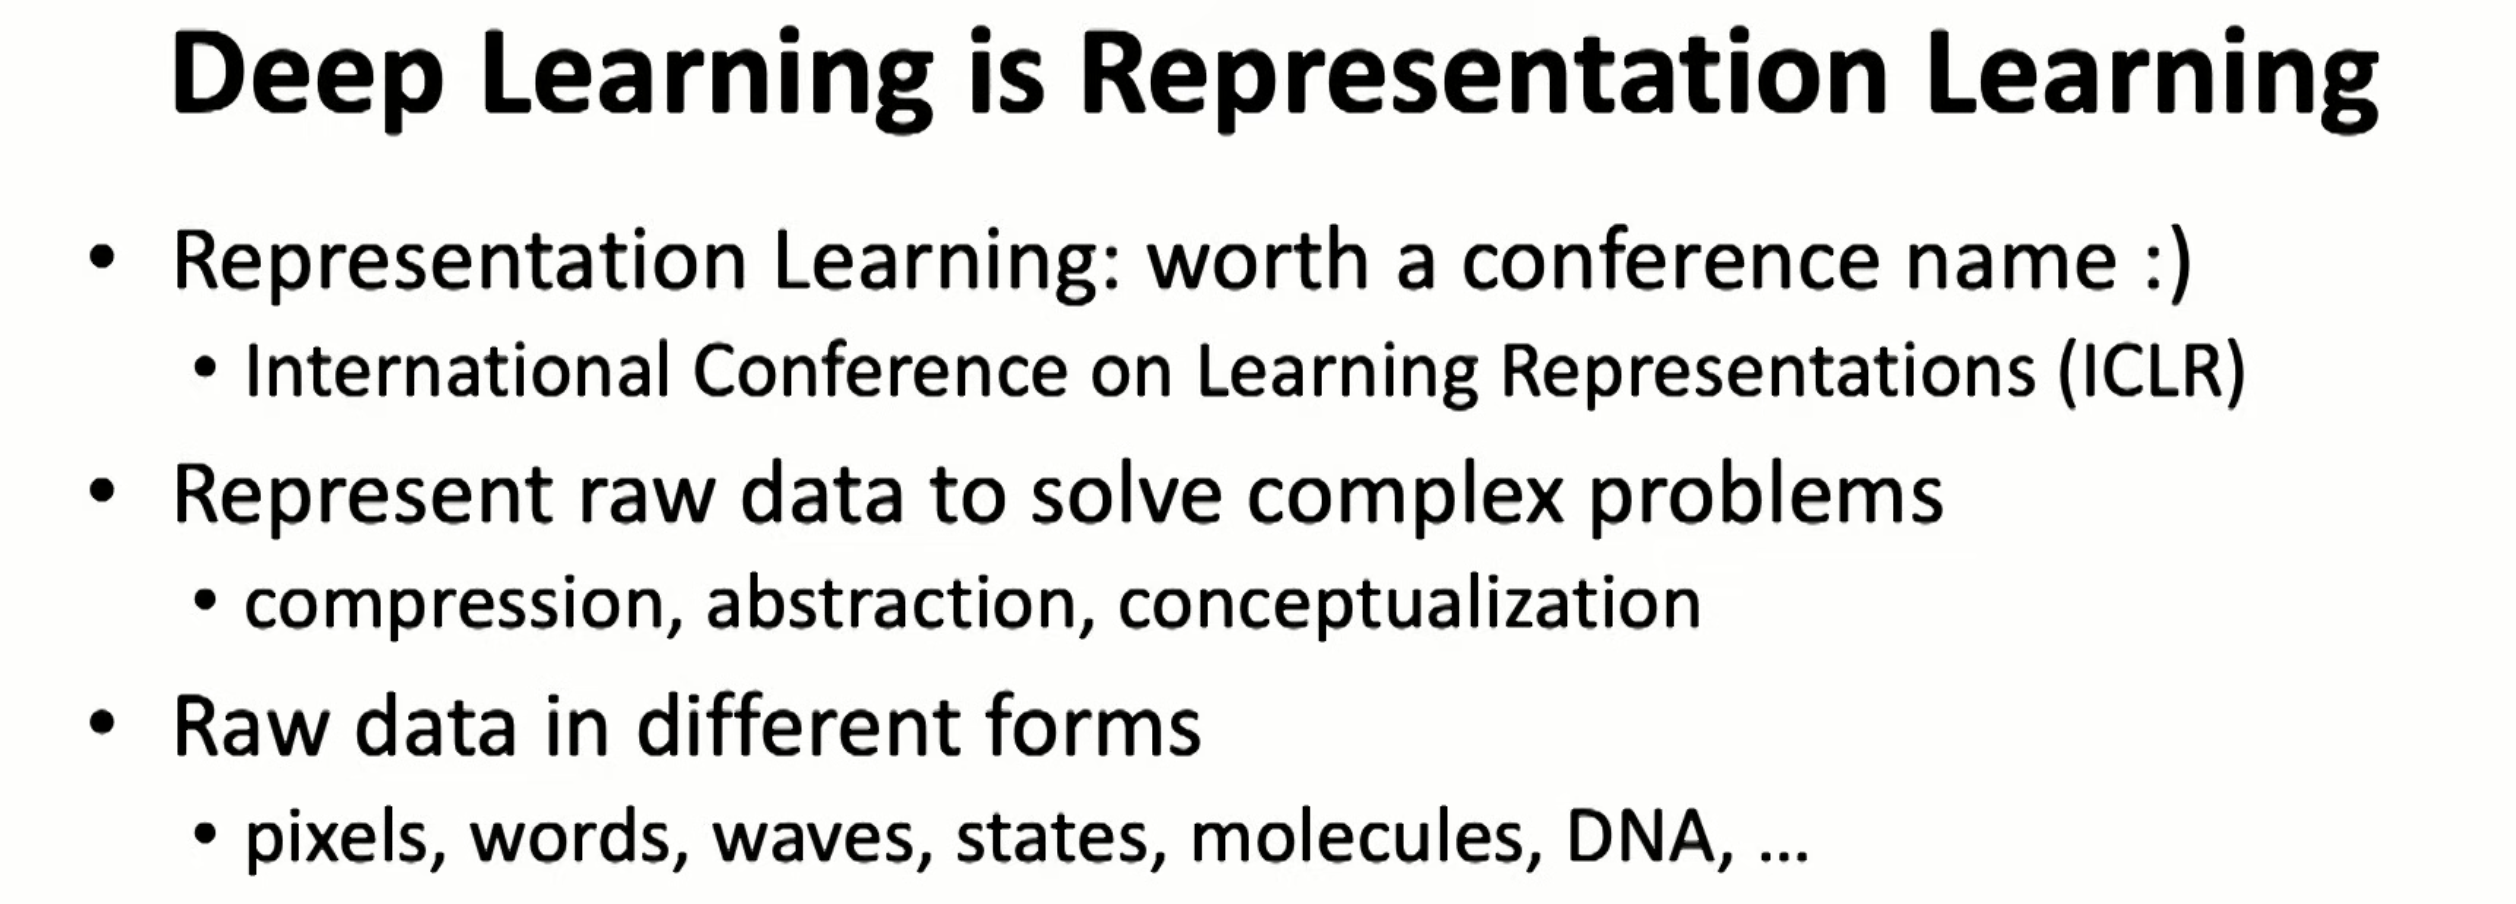 Deep Learning is Representation Learning
• Representation Learning: worth a conference name :)
• International Conference on Learning Representations (ICLR)
• Represent raw data to solve complex problems
• compression, abstraction, conceptualization
• Raw data in different forms
• pixels, words, waves, states, molecules, DNA, ...